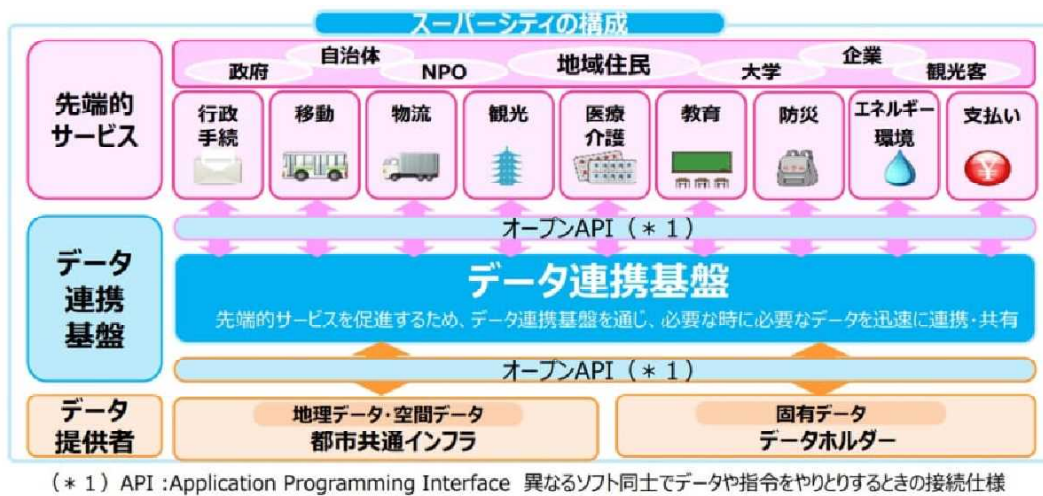 スーパーシティの構成
先端的
サービス
政府
自治体
NPO
地域住民
大学
企業
観光客
行政
手続
移動
物流
観光
医療
介護
教育
防災
エネルギー
環境
支払い
¥
オープンAPI（＊１）
データ
連携
基盤
データ連携基盤
先端的サービスを促進するため、データ連携基盤を通じ、必要な時に必要なデータを迅速に連携・共有
オープンAPI（＊１）
データ
提供者
地理データ・空間データ
都市共通インフラ
固有データ
データホルダー
（＊１）API :Application Programming Interface 異なるソフト同士でデータや指令をやりとりするときの接続仕様